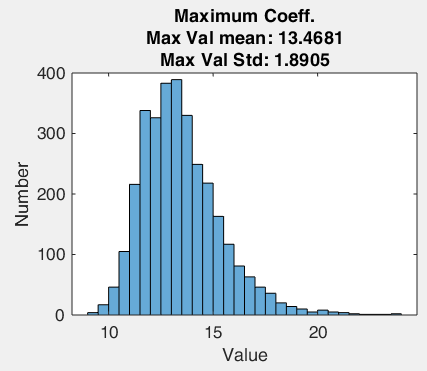 Maximum Coeff.
Max Val mean: 13.4681
Max Val Std: 1.8905
400
300
200
100
0
Number
10 15 20
Value